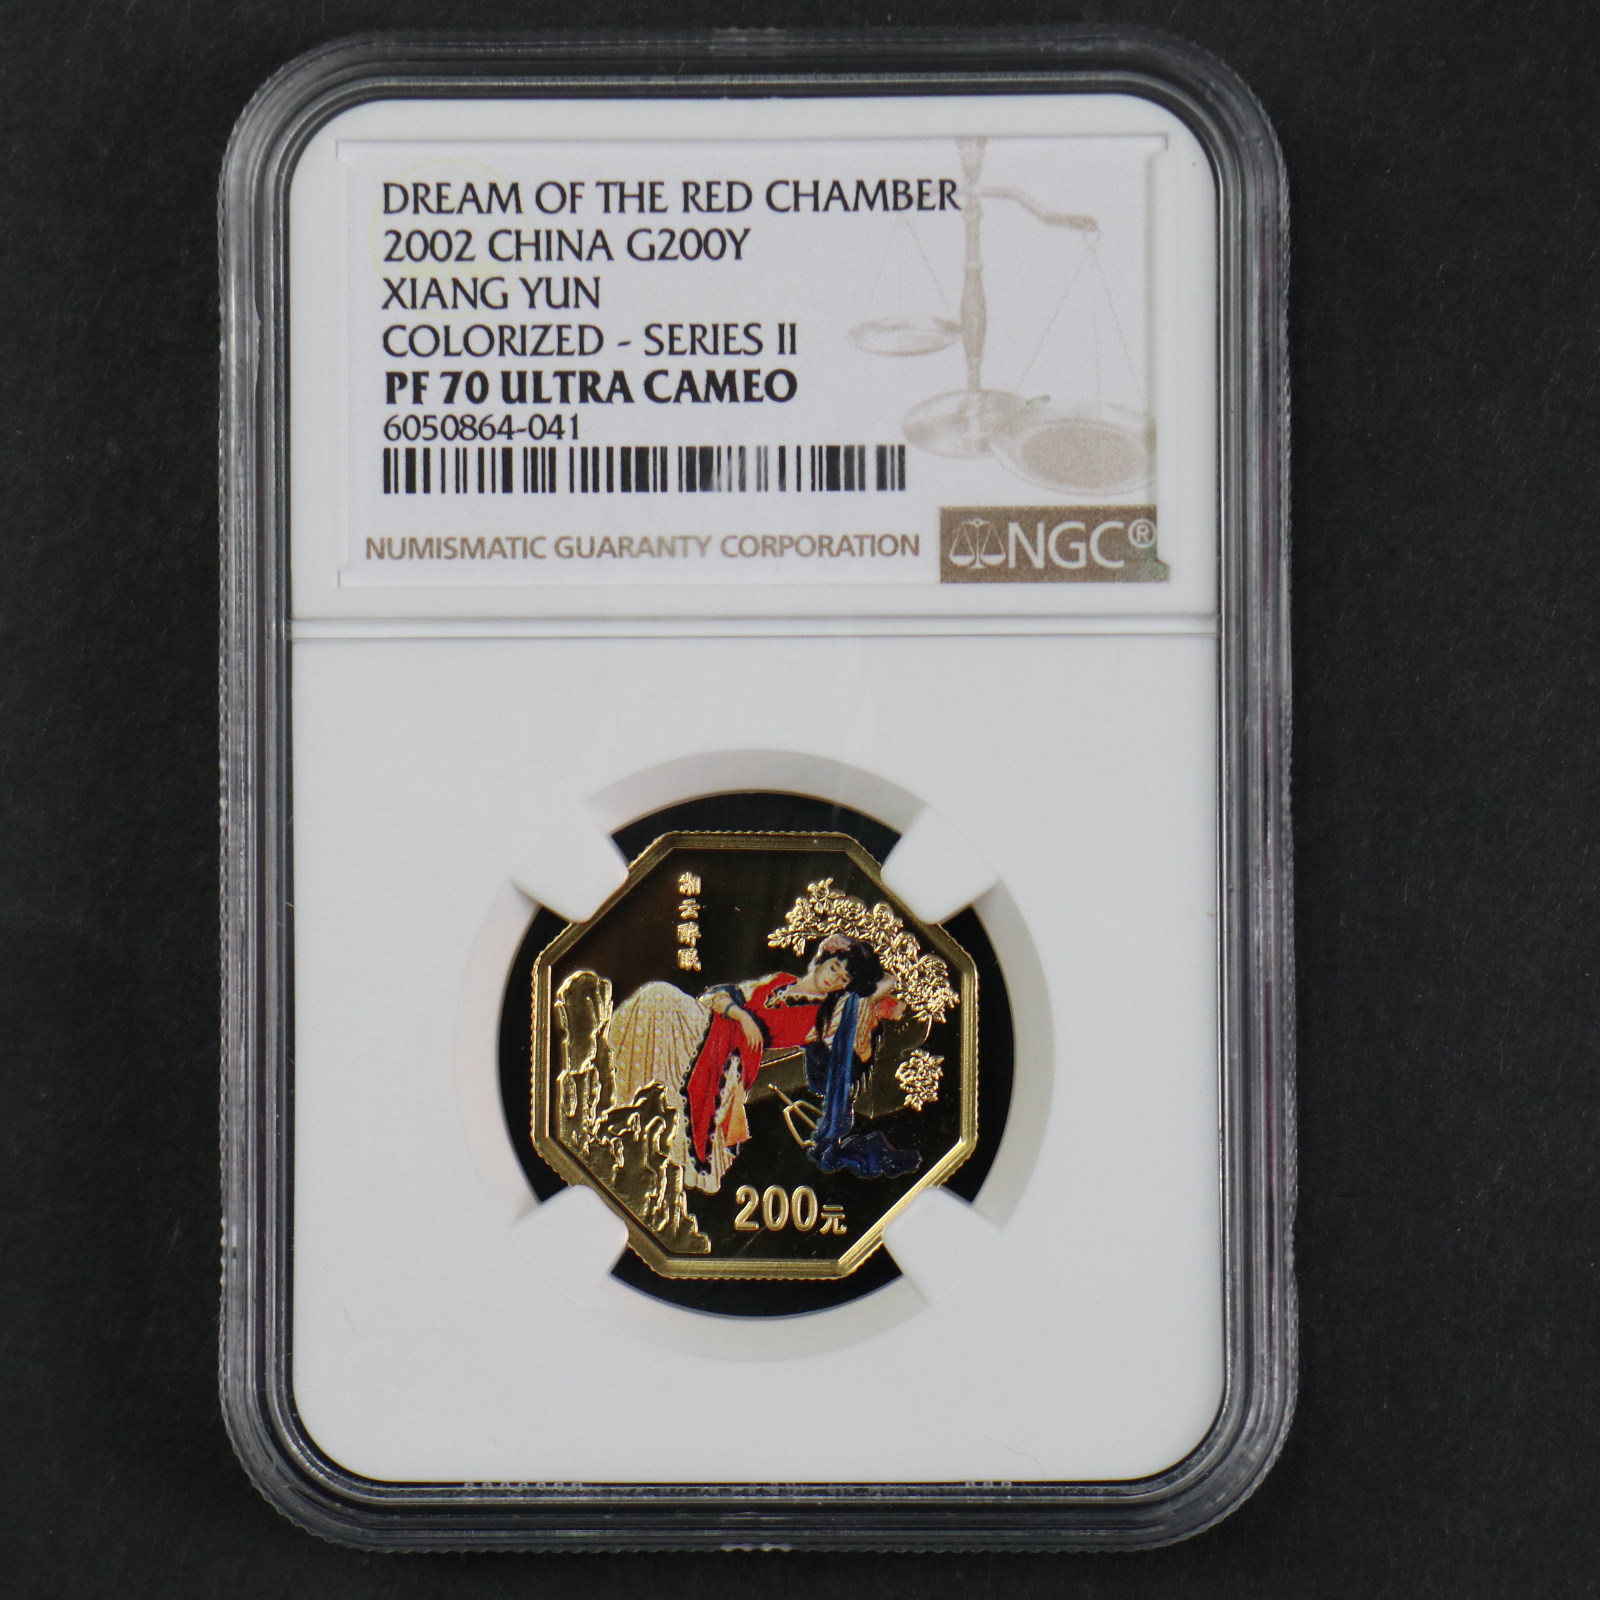 DREAM OF THE RED CHAMBER
2002 CHINA G200Y
XIANG YUN
COLORIZED - SERIES II
PF 70 ULTRA CAMEO
6050864-041
NUMISMATIC GUARANTY CORPORATION
NGC®
湘云醉眠
200元